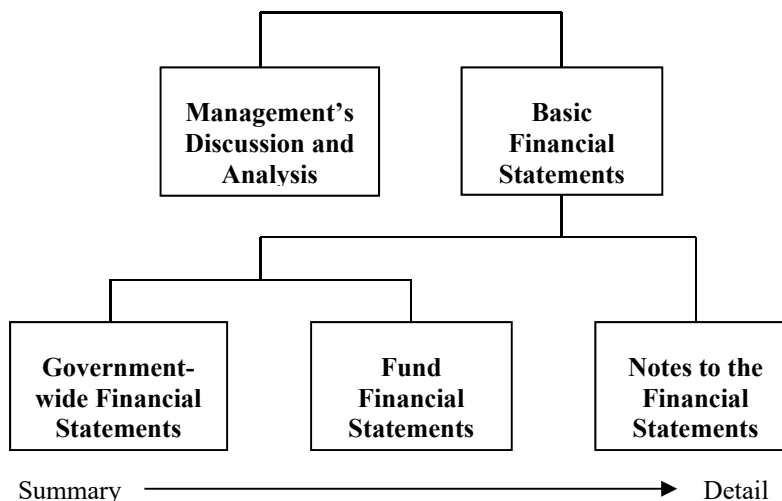 Management’s
Discussion and
Analysis
Basic
Financial
Statements
Government-
wide Financial
Statements
Fund
Financial
Statements
Notes to the
Financial
Statements
Summary
Detail